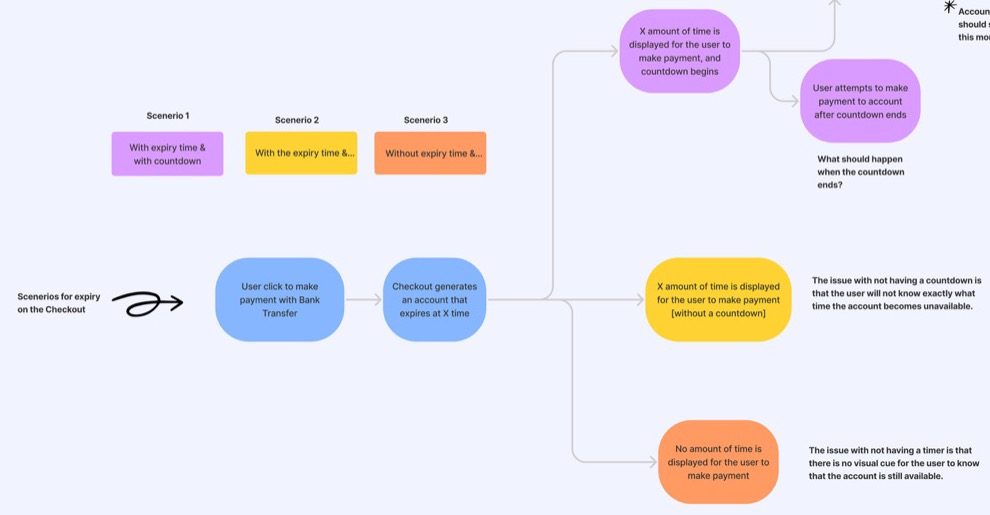 X amount of time is
displayed for the user to
make payment, and
countdown begins
should
User attempts to make
payment to account
after countdown ends
What should happen
when the countdown
ends?
Scenerio 1
With expiry time &
with countdown
Scenerio 2
With the expiry time &...
Scenerio 3
Without expiry time &...
Scenerios for expiry
on the Checkout
User click to make
payment with Bank
Transfer
Checkout generates
an account that
expires at X time
X amount of time is displayed
for the user to make payment
[without a countdown]
The issue with not having a countdown is
that the user will not know exactly what
time the account becomes unavailable.
No amount of time is
displayed for the user to
make payment
The issue with not having a timer is that
there is no visual cue for the user to know
that the account is still available.